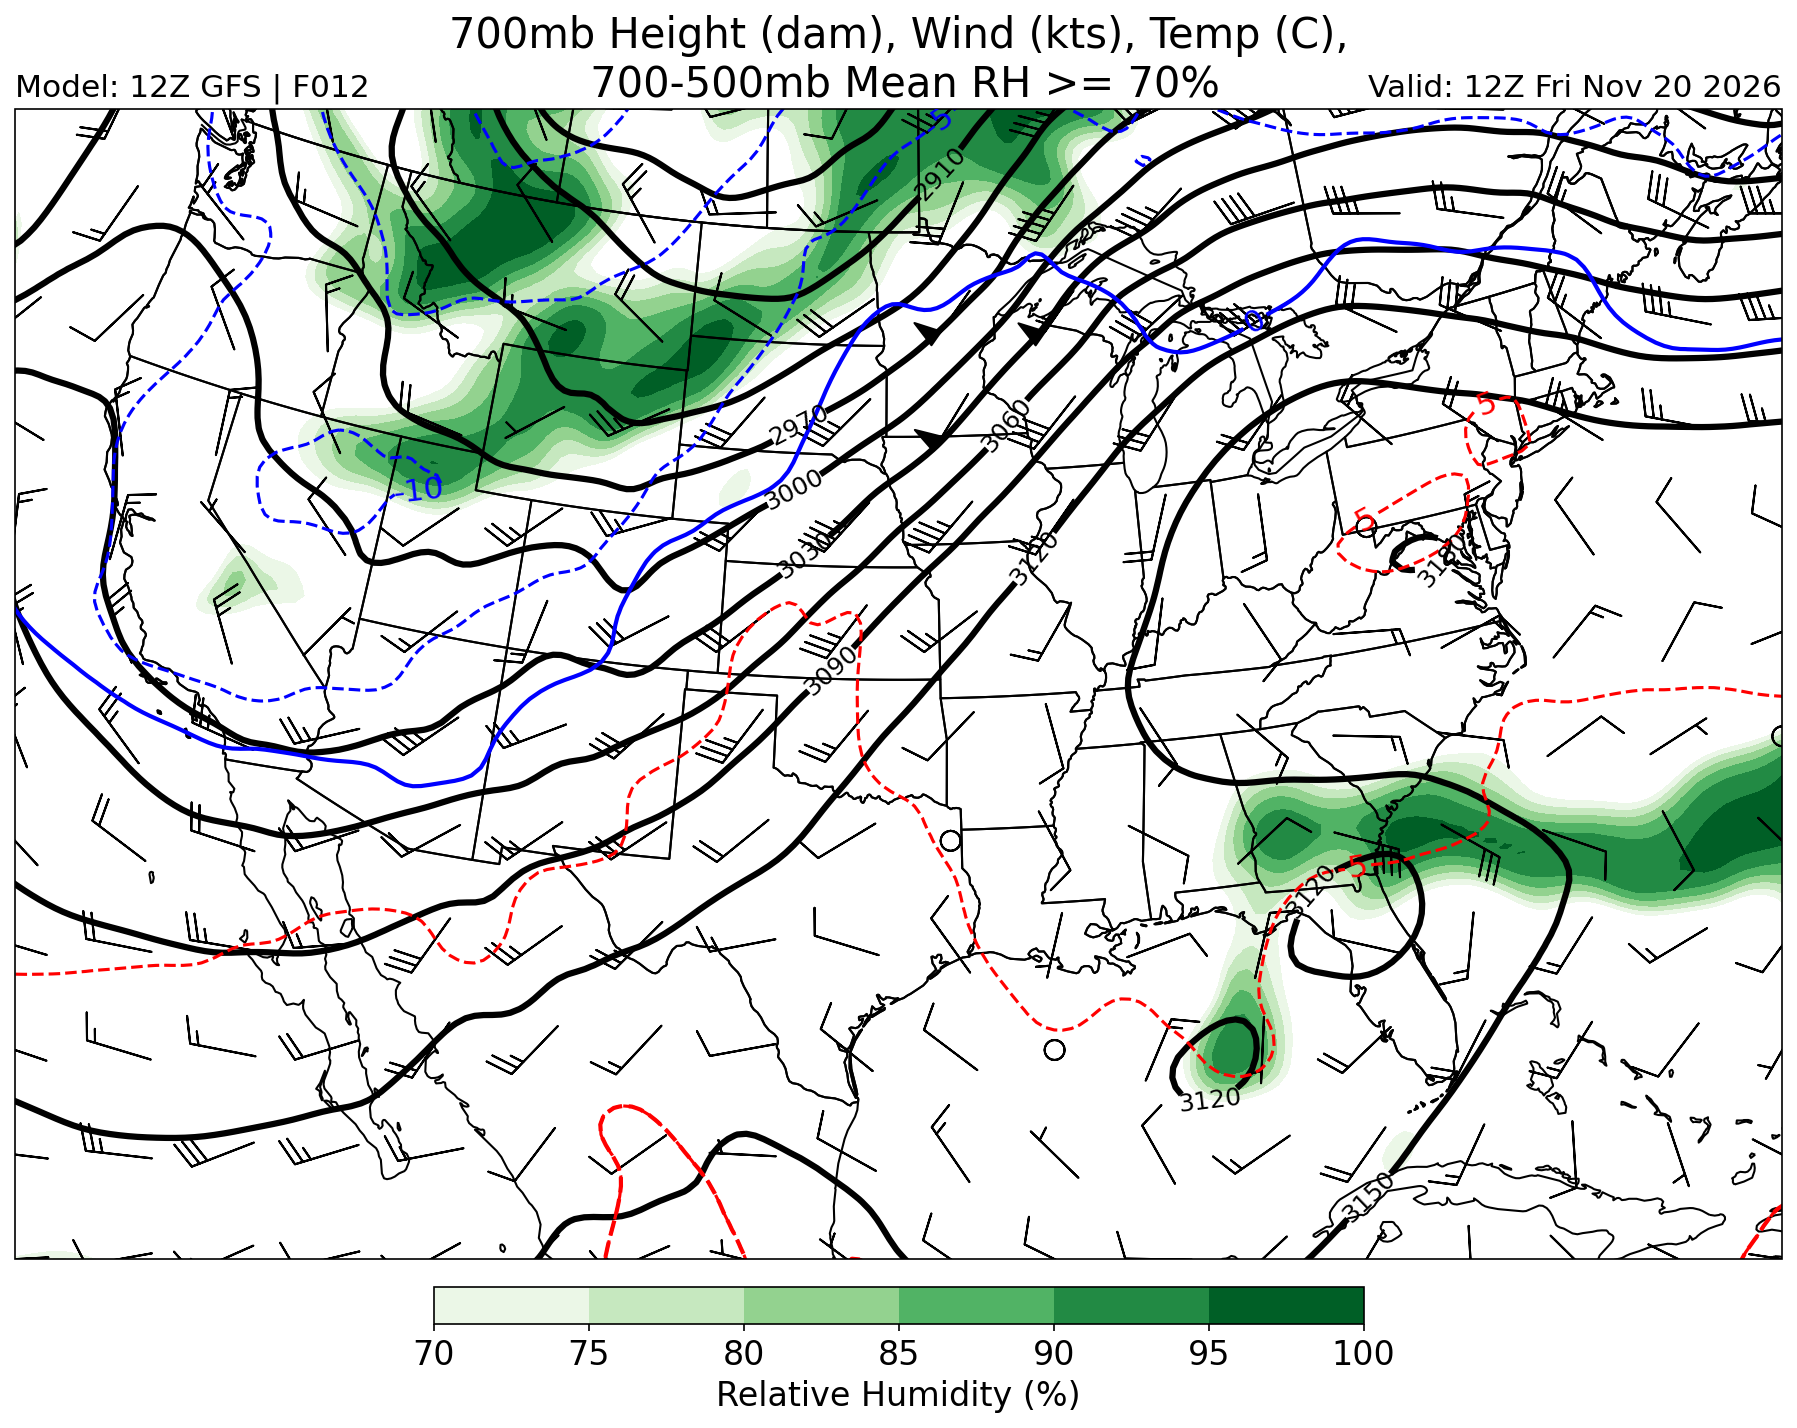 700mb Height (dam), Wind (kts), Temp (C),
Model: 12Z GFS | F012
700-500mb Mean RH >= 70%
Valid: 12Z Fri Nov 20 2026
-5
2910
0
5
2970
3060
-10
3000
5
3030
3120
3180
3090
5
3120
3120
3150
70 75 80 85 90 95 100
Relative Humidity (%)